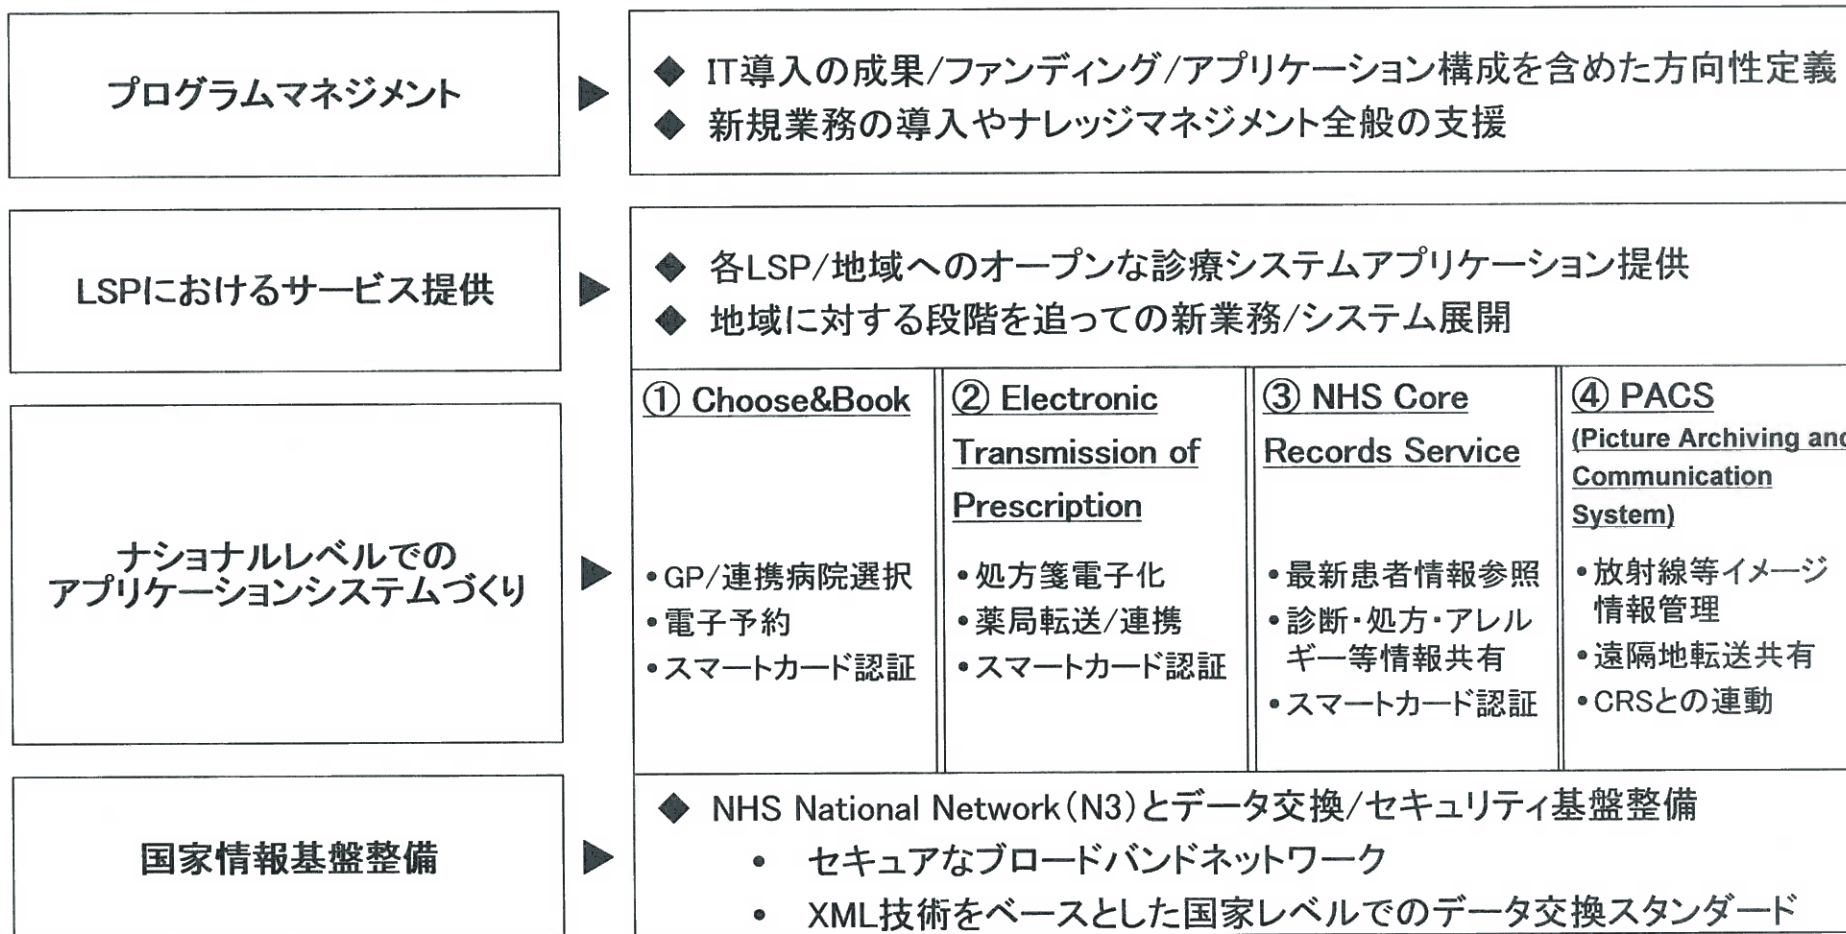 プログラムマネジメント
◆ IT導入の成果/ファンディング/アプリケーション構成を含めた方向性定義
◆ 新規業務の導入やナレッジマネジメント全般の支援
LSPにおけるサービス提供
◆ 各LSP/地域へのオープンな診療システムアプリケーション提供
◆ 地域に対する段階を追っての新業務/システム展開
ナショナルレベルでの
アプリケーションシステムづくり
① Choose&Book
•GP/連携病院選択
•電子予約
•スマートカード認証
② Electronic
Transmission of
Prescription
•処方箋電子化
•薬局転送/連携
•スマートカード認証
③ NHS Core
Records Service
•最新患者情報参照
•診断・処方・アレル
ギー等情報共有
•スマートカード認証
④ PACS
(Picture Archiving and
Communication
System)
•放射線等イメージ
情報管理
•遠隔地転送共有
•CRSとの連動
国家情報基盤整備
◆ NHS National Network(N3)とデータ交換/セキュリティ基盤整備
• セキュアなブロードバンドネットワーク
• XML技術をベースとした国家レベルでのデータ交換スタンダード